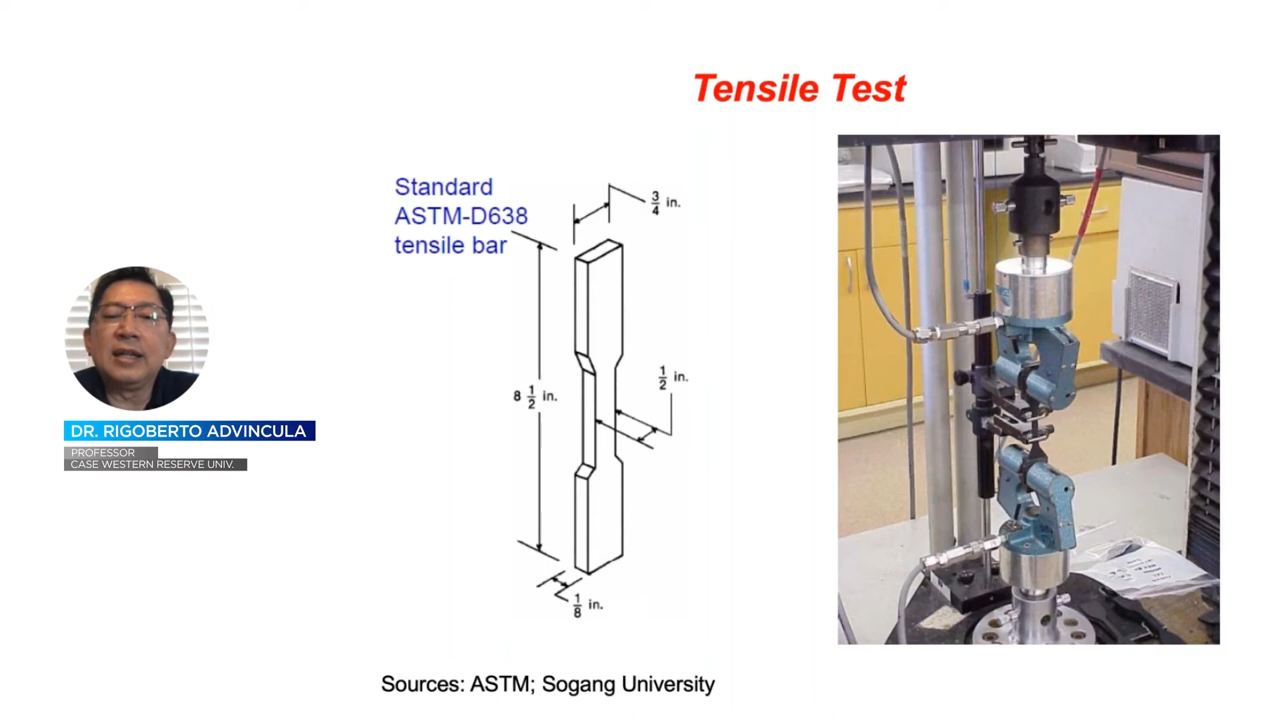 Tensile Test
Standard
ASTM-D638
tensile bar
3/4 in.
1/2 in.
8 1/2 in.
1/8 in.
DR. RIGOBERTO ADVINCULA
PROFESSOR
CASE WESTERN RESERVE UNIV.
Sources: ASTM; Sogang University